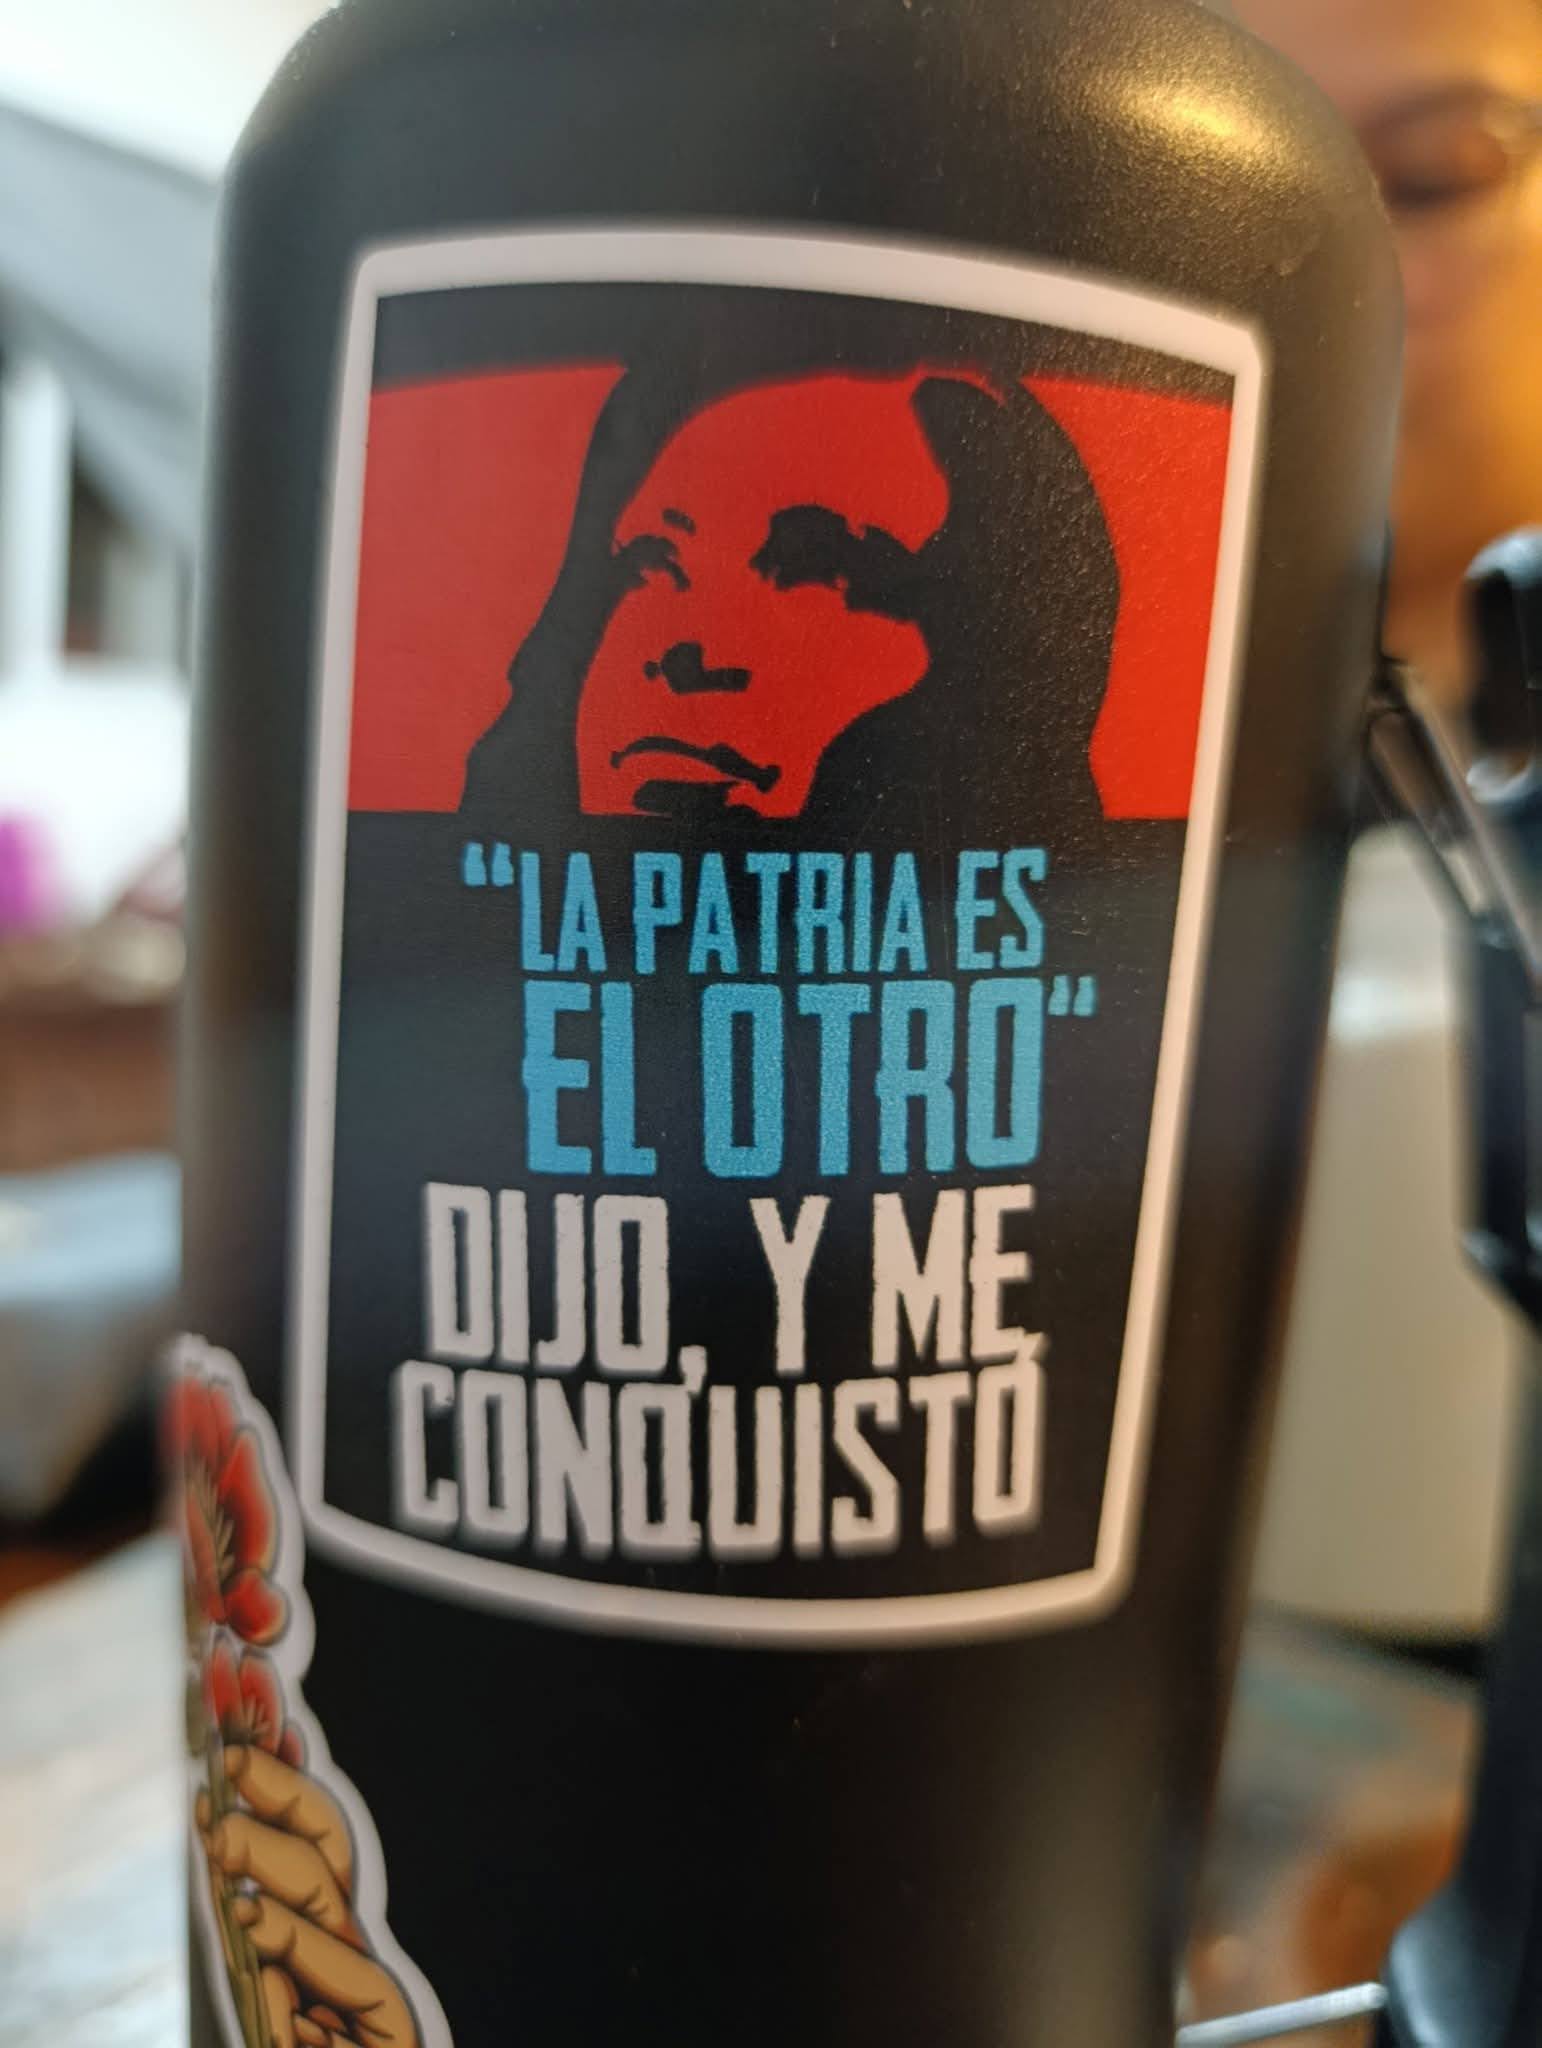 “LA PATRIA ES
EL OTRO“
DIJO, Y ME
CONQUISTÓ